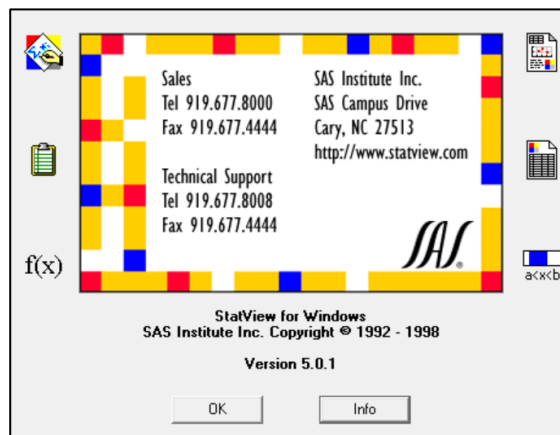 Sales
Tel 919.677.8000
Fax 919.677.4444
Technical Support
Tel 919.677.8008
Fax 919.677.4444
SAS Institute Inc.
SAS Campus Drive
Cary, NC 27513
http://www.statview.com
SAS®
f(x)
a<x<b
StatView for Windows
SAS Institute Inc. Copyright © 1992 - 1998
Version 5.0.1
OK
Info